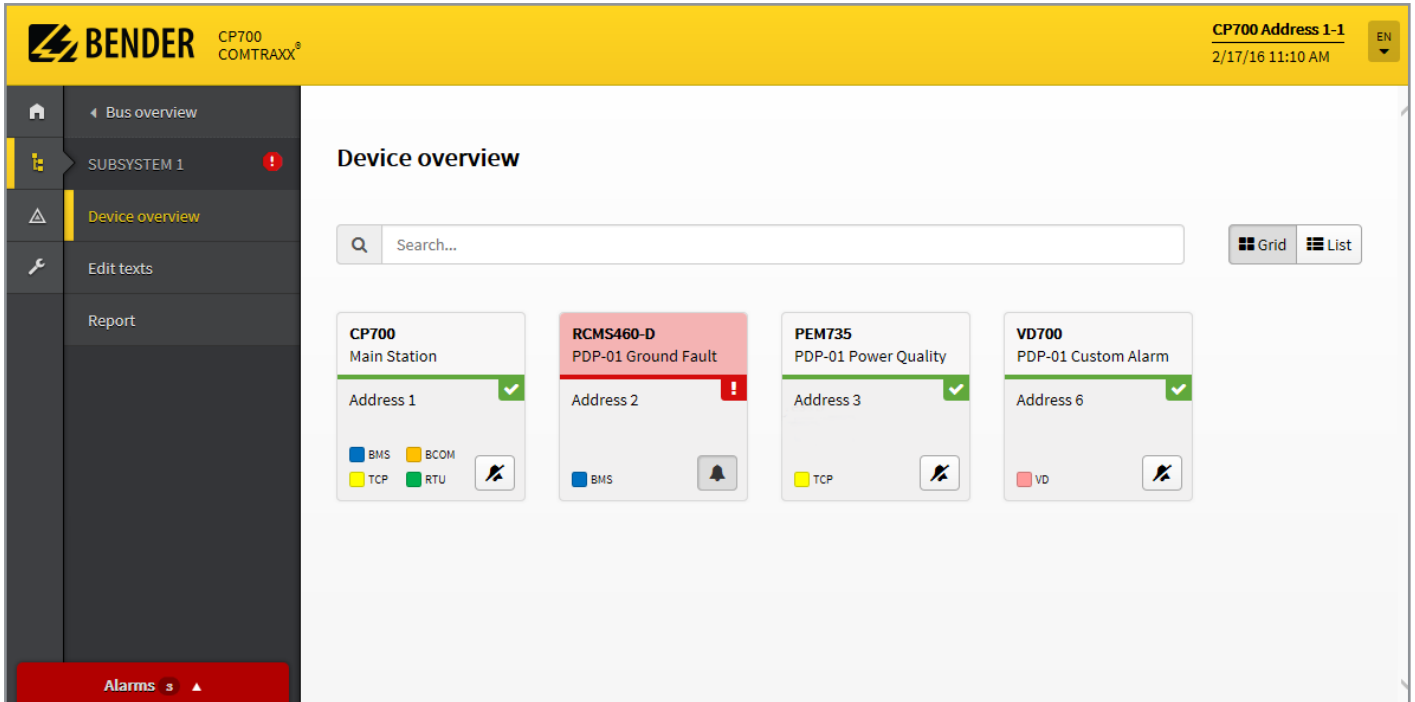 BENDER
CP700
COMTRAXX®
CP700 Address 1-1
2/17/16 11:10 AM
EN
Bus overview
SUBSYSTEM 1
Device overview
Edit texts
Report
Alarms 3
Device overview
Search...
Grid
List
CP700
Main Station
Address 1
BMS
BCOM
TCP
RTU
RCMS460-D
PDP-01 Ground Fault
Address 2
BMS
PEM735
PDP-01 Power Quality
Address 3
TCP
VD700
PDP-01 Custom Alarm
Address 6
VD